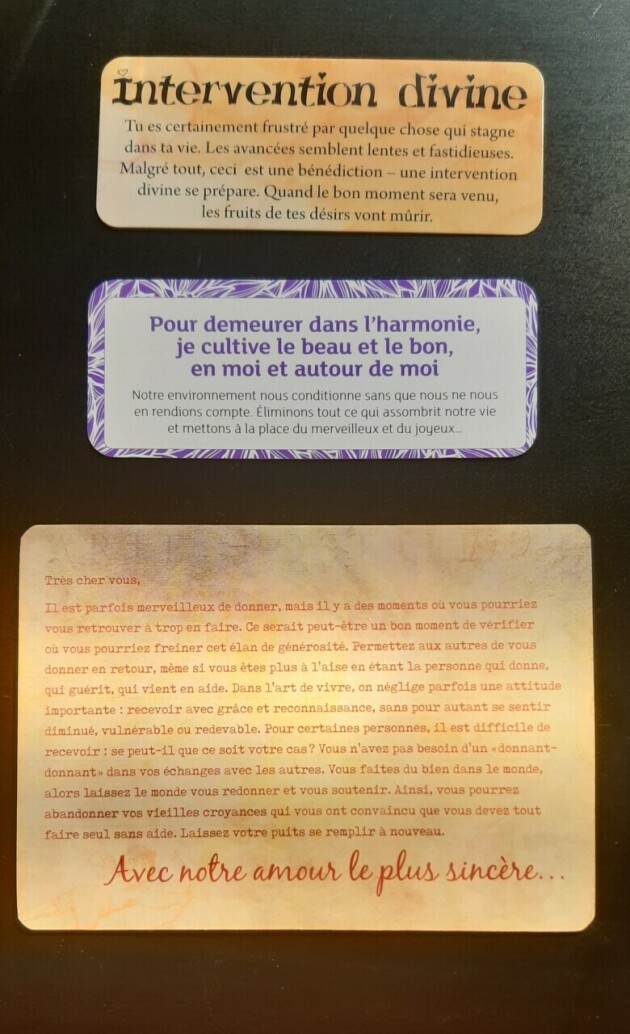 intervention divine
Tu es certainement frustré par quelque chose qui stagne
dans ta vie. Les avancées semblent lentes et fastidieuses.
Malgré tout, ceci est une bénédiction – une intervention
divine se prépare. Quand le bon moment sera venu,
les fruits de tes désirs vont mûrir.
Pour demeurer dans l'harmonie,
je cultive le beau et le bon,
en moi et autour de moi
Notre environnement nous conditionne sans que nous ne nous
en rendions compte. Éliminons tout ce qui assombrit notre vie
et mettons à la place du merveilleux et du joyeux...
Très cher vous,
Il est parfois merveilleux de donner, mais il y a des moments où vous pourriez
vous retrouver à trop en faire. Ce serait peut-être un bon moment de vérifier
où vous pourriez freiner cet élan de générosité. Permettez aux autres de vous
donner en retour, même si vous êtes plus à l'aise en étant la personne qui donne,
qui guérit, qui vient en aide. Dans l'art de vivre, on néglige parfois une attitude
importante : recevoir avec grâce et reconnaissance, sans pour autant se sentir
diminué, vulnérable ou redevable. Pour certaines personnes, il est difficile de
recevoir : se peut-il que ce soit votre cas? Vous n'avez pas besoin d'un «donnant-
donnant» dans vos échanges avec les autres. Vous faites du bien dans le monde,
alors laissez le monde vous redonner et vous soutenir. Ainsi, vous pourrez
abandonner vos vieilles croyances qui vous ont convaincu que vous devez tout
faire seul sans aide. Laissez votre puits se remplir à nouveau.
Avec notre amour le plus sincère...